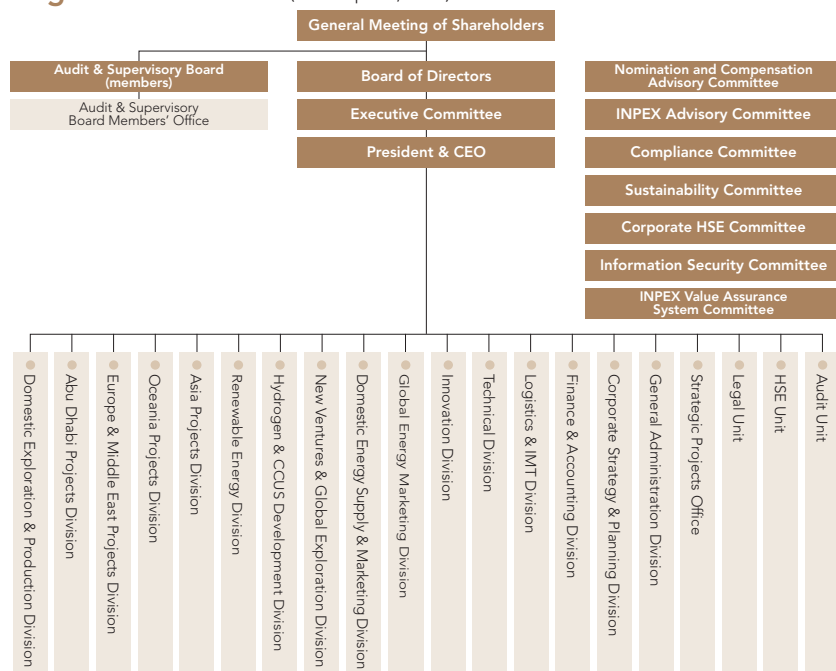 General Meeting of Shareholders
Audit & Supervisory Board
(members)
Audit & Supervisory
Board Members' Office
Board of Directors
Executive Committee
President & CEO
Nomination and Compensation
Advisory Committee
INPEX Advisory Committee
Compliance Committee
Sustainability Committee
Corporate HSE Committee
Information Security Committee
INPEX Value Assurance
System Committee
Domestic Exploration & Production Division
Abu Dhabi Projects Division
Europe & Middle East Projects Division
Oceania Projects Division
Asia Projects Division
Renewable Energy Division
Hydrogen & CCUS Development Division
New Ventures & Global Exploration Division
Domestic Energy Supply & Marketing Division
Global Energy Marketing Division
Innovation Division
Technical Division
Logistics & IMT Division
Finance & Accounting Division
Corporate Strategy & Planning Division
General Administration Division
Strategic Projects Office
Legal Unit
HSE Unit
Audit Unit